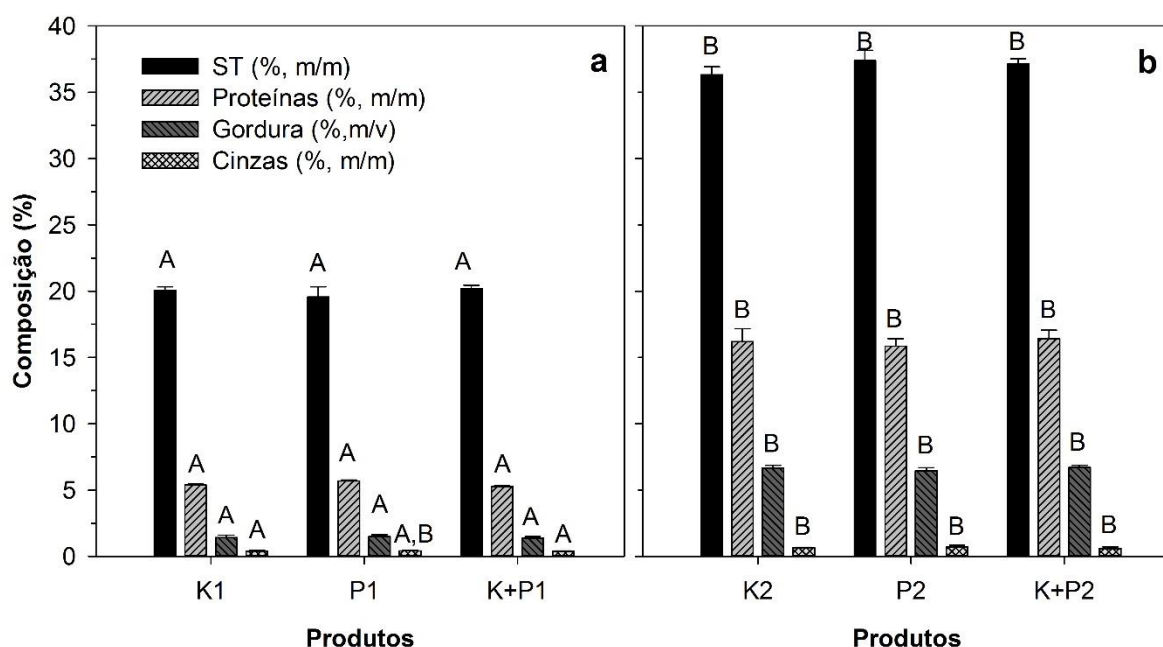 Composição (%)
40
35
30
25
20
15
10
5
0
a
ST (%, m/m)
Proteínas (%, m/m)
Gordura (%,m/v)
Cinzas (%, m/m)
A
A
A
A
A
A
A
A,B
A
A
A
A
K1
P1
K+P1
Produtos
b
B
B
B
B
B
B
B
B
B
B
B
B
K2
P2
K+P2
Produtos